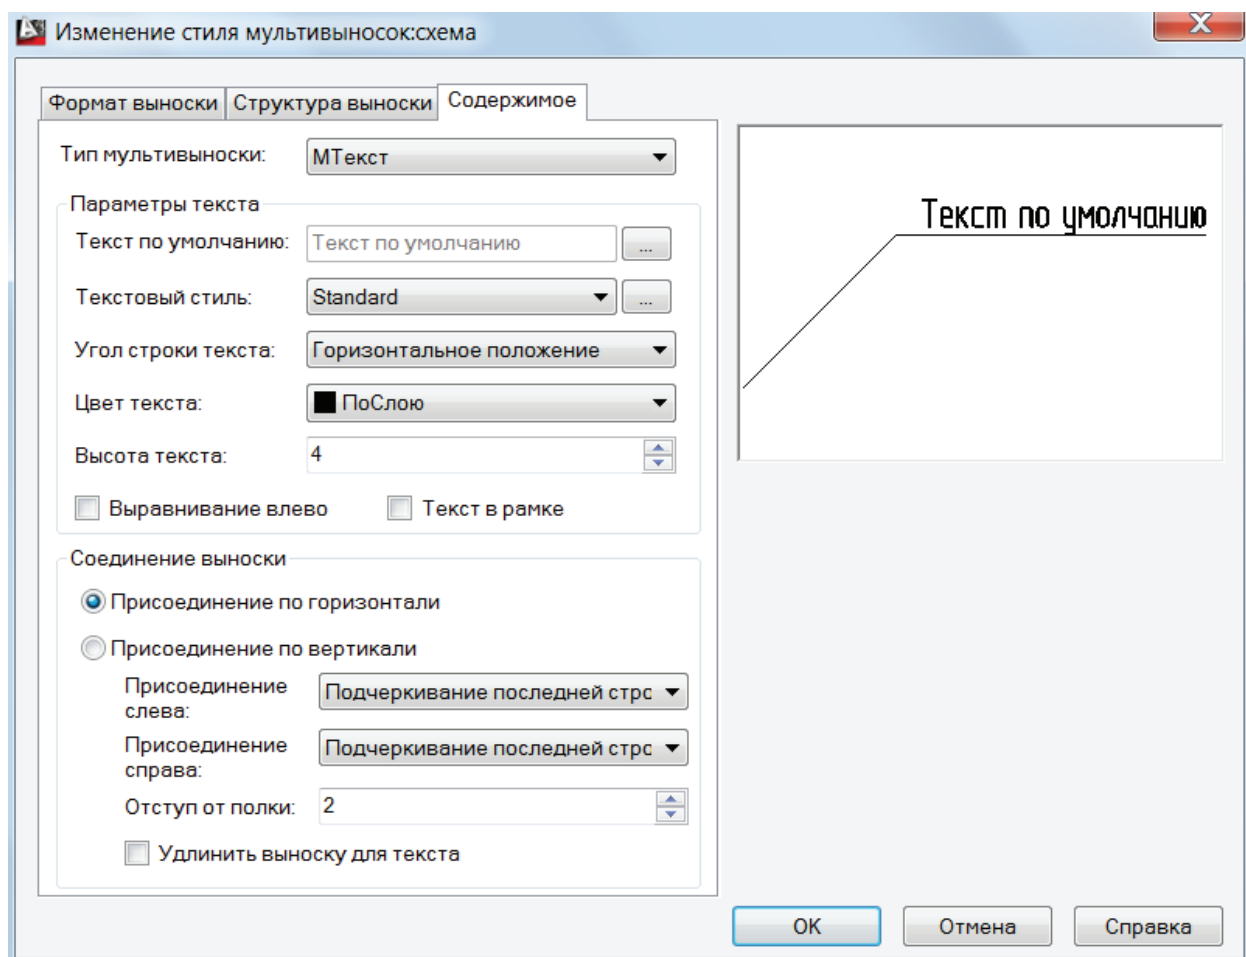 Изменение стиля мультивыносок:схема
Формат выноски Структура выноски Содержимое
Тип мультивыноски: МТекст
Параметры текста
Текст по умолчанию: Текст по умолчанию ...
Текстовый стиль: Standard ...
Угол строки текста: Горизонтальное положение
Цвет текста: ПоСлою
Высота текста: 4
Выравнивание влево Текст в рамке
Соединение выноски
Присоединение по горизонтали
Присоединение по вертикали
Присоединение
слева: Подчеркивание последней стро
Присоединение
справа: Подчеркивание последней стро
Отступ от полки: 2
Удлинить выноску для текста
Текст по умолчанию
OK Отмена Справка